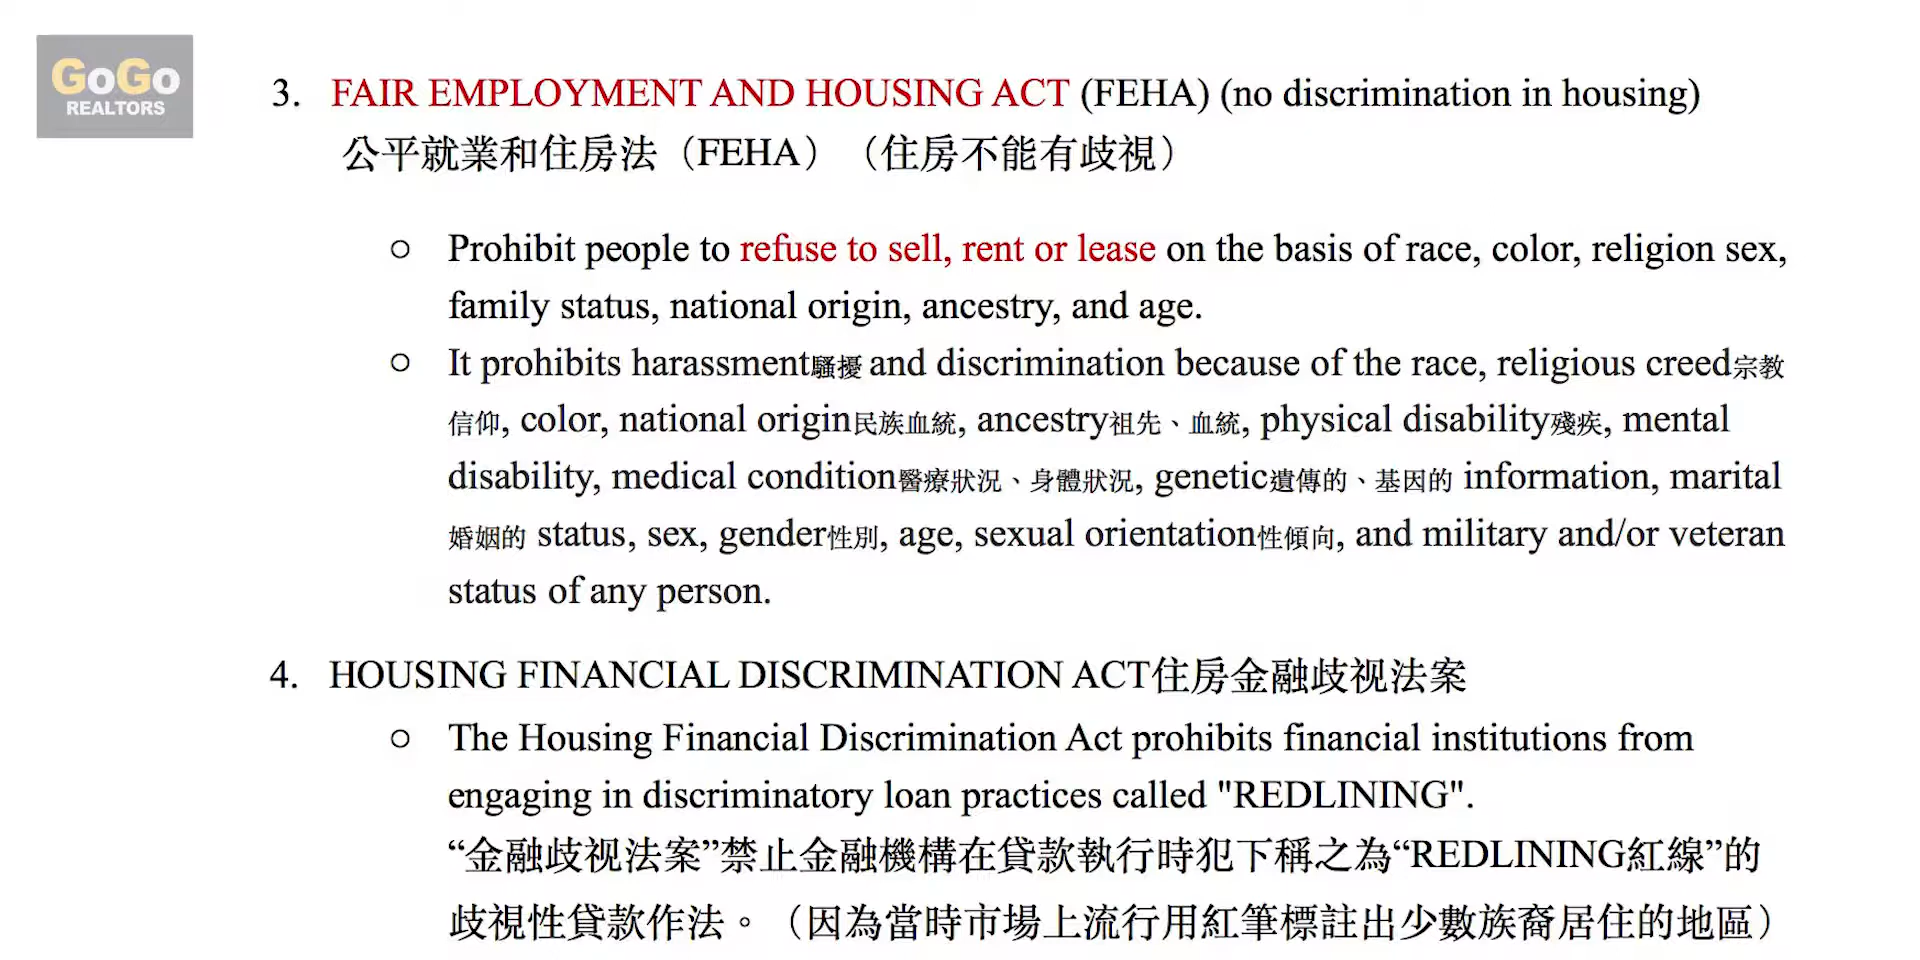 GoGo
REALTORS
3. FAIR EMPLOYMENT AND HOUSING ACT (FEHA) (no discrimination in housing)
公平就業和住房法（FEHA）（住房不能有歧視）
○ Prohibit people to refuse to sell, rent or lease on the basis of race, color, religion sex,
family status, national origin, ancestry, and age.
○ It prohibits harassment騷擾 and discrimination because of the race, religious creed宗教
信仰, color, national origin民族血統, ancestry祖先、血統, physical disability殘疾, mental
disability, medical condition醫療狀況、身體狀況, genetic遺傳的、基因的 information, marital
婚姻的 status, sex, gender性別, age, sexual orientation性傾向, and military and/or veteran
status of any person.
4. HOUSING FINANCIAL DISCRIMINATION ACT住房金融歧视法案
○ The Housing Financial Discrimination Act prohibits financial institutions from
engaging in discriminatory loan practices called "REDLINING".
“金融歧视法案”禁止金融機構在貸款執行時犯下稱之為“REDLINING紅線”的
歧視性貸款作法。（因為當時市場上流行用紅筆標註出少數族裔居住的地區）